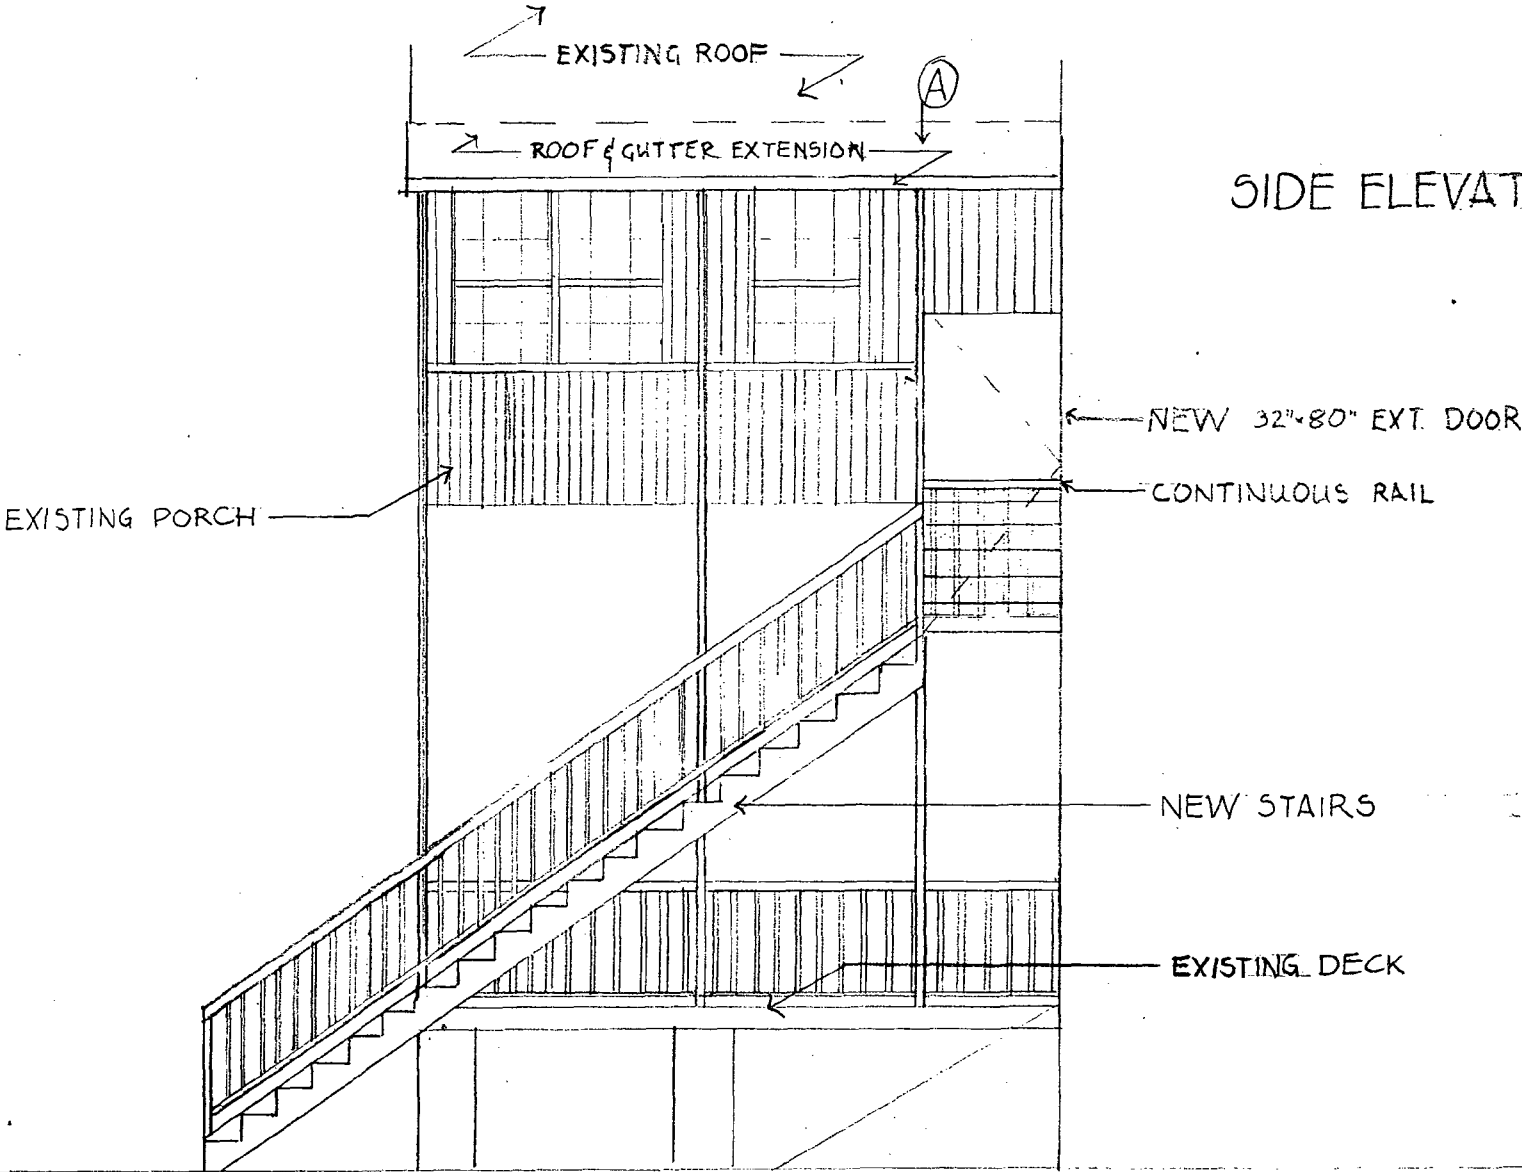 EXISTING ROOF
A
ROOF & GUTTER EXTENSION
SIDE ELEVAT
NEW 32"x80" EXT. DOOR
CONTINUOUS RAIL
EXISTING PORCH
NEW STAIRS
EXISTING DECK